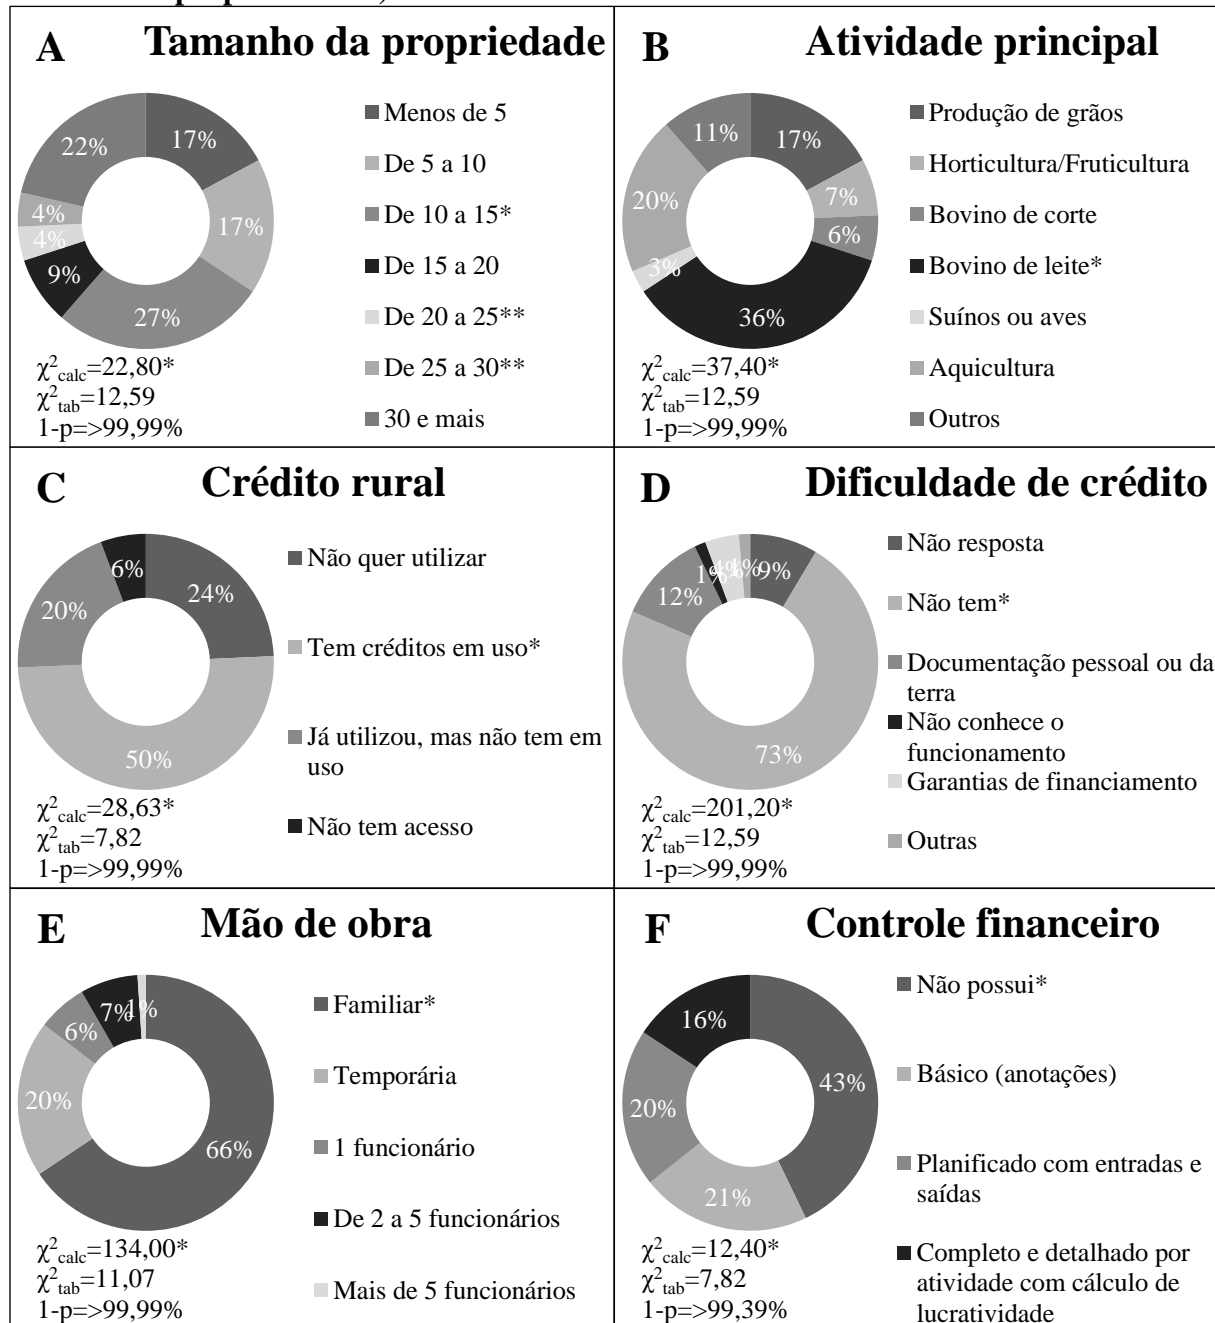 A Tamanho da propriedade
17%
17%
27%
9%
4%
4%
22%
Menos de 5
De 5 a 10
De 10 a 15*
De 15 a 20
De 20 a 25**
De 25 a 30**
30 e mais
χ²calc=22,80*
χ²tab=12,59
1-p=>99,99%
B Atividade principal
17%
7%
6%
36%
3%
20%
11%
Produção de grãos
Horticultura/Fruticultura
Bovino de corte
Bovino de leite*
Suínos ou aves
Aquicultura
Outros
χ²calc=37,40*
χ²tab=12,59
1-p=>99,99%
C Crédito rural
24%
50%
20%
6%
Não quer utilizar
Tem créditos em uso*
Já utilizou, mas não tem em
uso
Não tem acesso
χ²calc=28,63*
χ²tab=7,82
1-p=>99,99%
D Dificuldade de crédito
9%
73%
12%
1%
4%
1%
Não resposta
Não tem*
Documentação pessoal ou da
terra
Não conhece o
funcionamento
Garantias de financiamento
Outras
χ²calc=201,20*
χ²tab=12,59
1-p=>99,99%
E Mão de obra
66%
20%
6%
7%
1%
Familiar*
Temporária
1 funcionário
De 2 a 5 funcionários
Mais de 5 funcionários
χ²calc=134,00*
χ²tab=11,07
1-p=>99,99%
F Controle financeiro
43%
21%
20%
16%
Não possui*
Básico (anotações)
Planificado com entradas e
saídas
Completo e detalhado por
atividade com cálculo de
lucratividade
χ²calc=12,40*
χ²tab=7,82
1-p=>99,39%